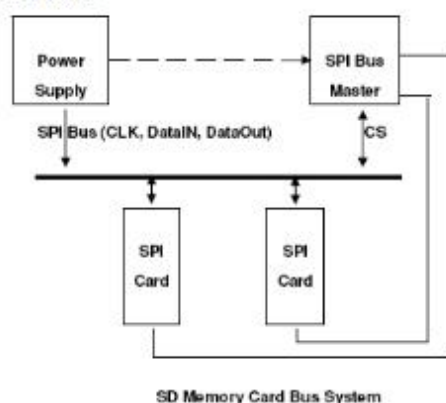 Power
Supply
SPI Bus
Master
SPI Bus (CLK, DataIN, DataOut)
CS
SPI
Card
SPI
Card
SD Memory Card Bus System